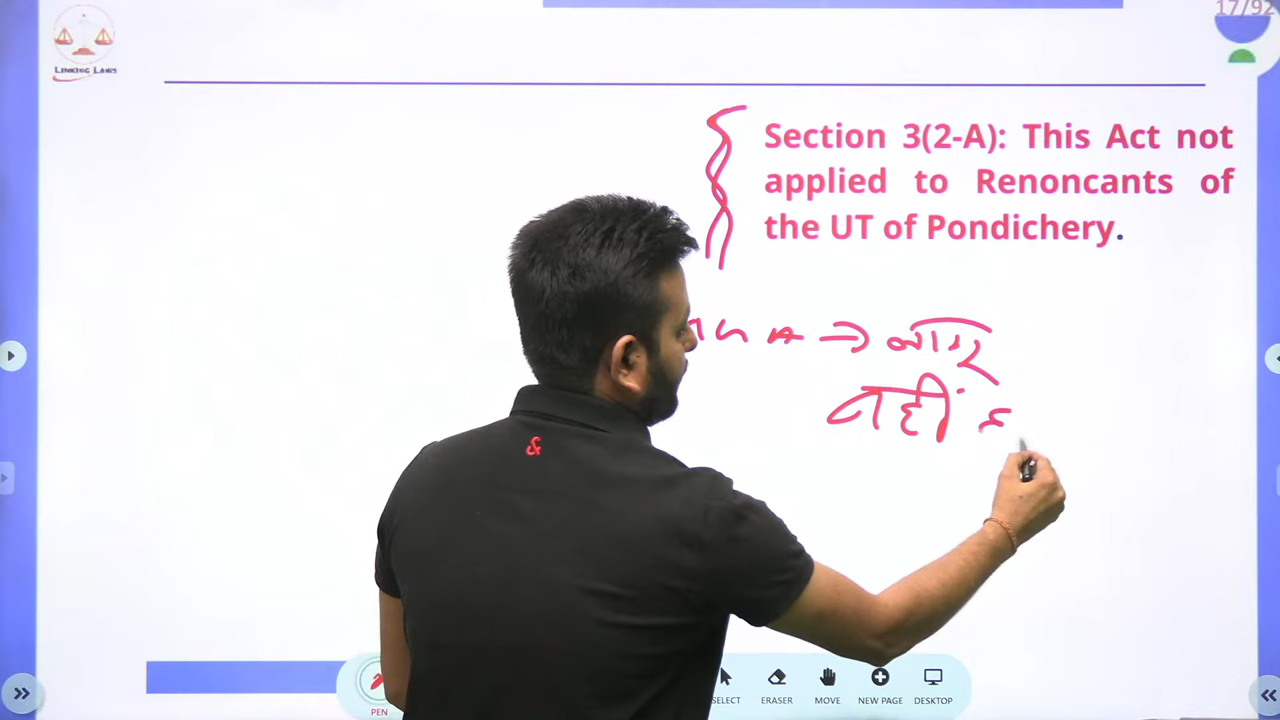 17/92
LINKING LAWS
Section 3(2-A): This Act not
applied to Renoncants of
the UT of Pondichery.
→ लागू
नहीं
PEN
SELECT
ERASER
MOVE
NEW PAGE
DESKTOP